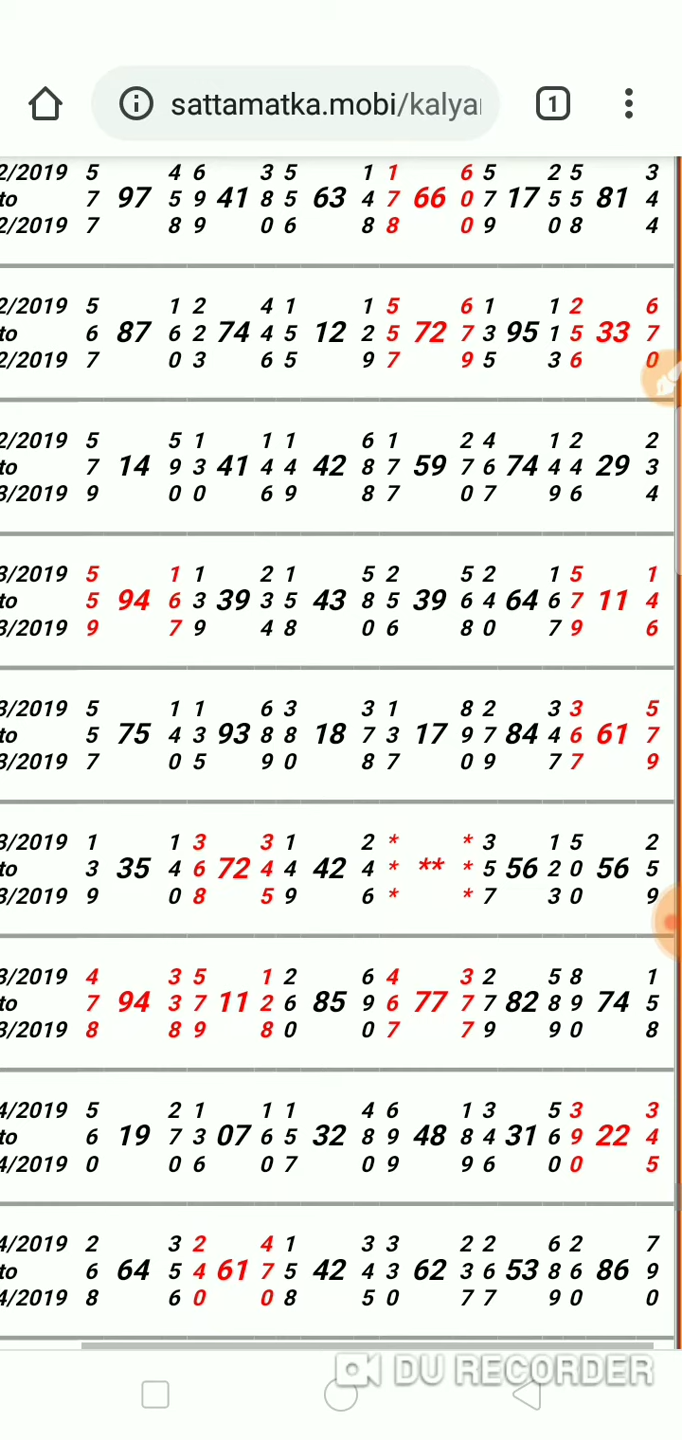 sattamatka.mobi/kalya
1
2/2019 5 4 6 3 5 1 1 6 5 2 5 3
to 7 97 5 9 41 8 5 63 4 7 66 0 7 17 5 5 81 4
2/2019 7 8 9 0 6 8 8 0 9 0 8 4
2/2019 5 1 2 4 1 1 5 6 1 1 2 6
to 6 87 6 2 74 4 5 12 2 5 72 7 3 95 1 5 33 7
2/2019 7 0 3 6 5 9 7 9 5 3 6 0
2/2019 5 5 1 1 1 6 1 2 4 1 2 2
to 7 14 9 3 41 4 4 42 8 7 59 7 6 74 4 4 29 3
3/2019 9 0 0 6 9 8 7 0 7 9 6 4
3/2019 5 1 1 2 1 5 2 5 2 1 5 1
to 5 94 6 3 39 3 5 43 8 5 39 6 4 64 6 7 11 4
3/2019 9 7 9 4 8 0 6 8 0 7 9 6
3/2019 5 1 1 6 3 3 1 8 2 3 3 5
to 5 75 4 3 93 8 8 18 7 3 17 9 7 84 4 6 61 7
3/2019 7 0 5 9 0 8 7 0 9 7 7 9
3/2019 1 1 3 3 1 2 * * 3 1 5 2
to 3 35 4 6 72 4 4 42 4 * ** * 5 56 2 0 56 5
3/2019 9 0 8 5 9 6 * * 7 3 0 9
3/2019 4 3 5 1 2 6 4 3 2 5 8 1
to 7 94 3 7 11 2 6 85 9 6 77 7 7 82 8 9 74 5
3/2019 8 8 9 8 0 0 7 7 9 9 0 8
4/2019 5 2 1 1 1 4 6 1 3 5 3 3
to 6 19 7 3 07 6 5 32 8 9 48 8 4 31 6 9 22 4
4/2019 0 0 6 0 7 0 9 9 6 0 0 5
4/2019 2 3 2 4 1 3 3 2 2 6 2 7
to 6 64 5 4 61 7 5 42 4 3 62 3 6 53 8 6 86 9
4/2019 8 6 0 0 8 5 0 7 7 9 0 0
DU RECORDER